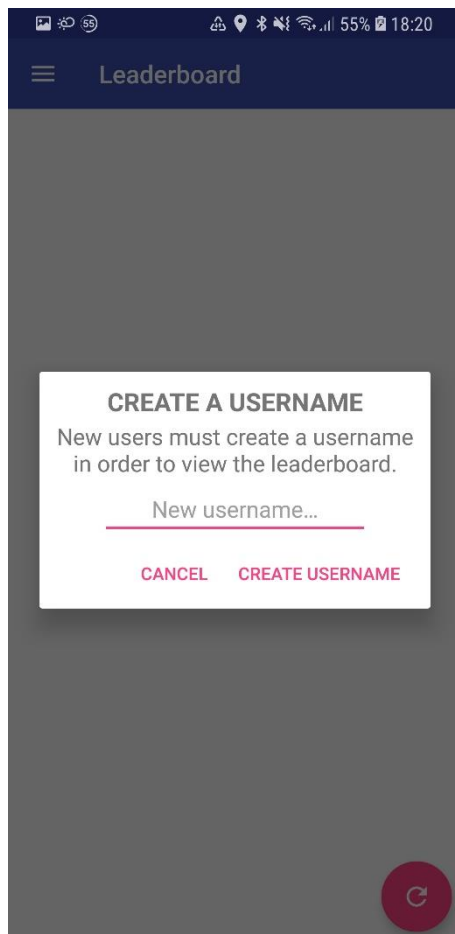 55 55% 18:20
Leaderboard
CREATE A USERNAME
New users must create a username
in order to view the leaderboard.
New username...
CANCEL CREATE USERNAME